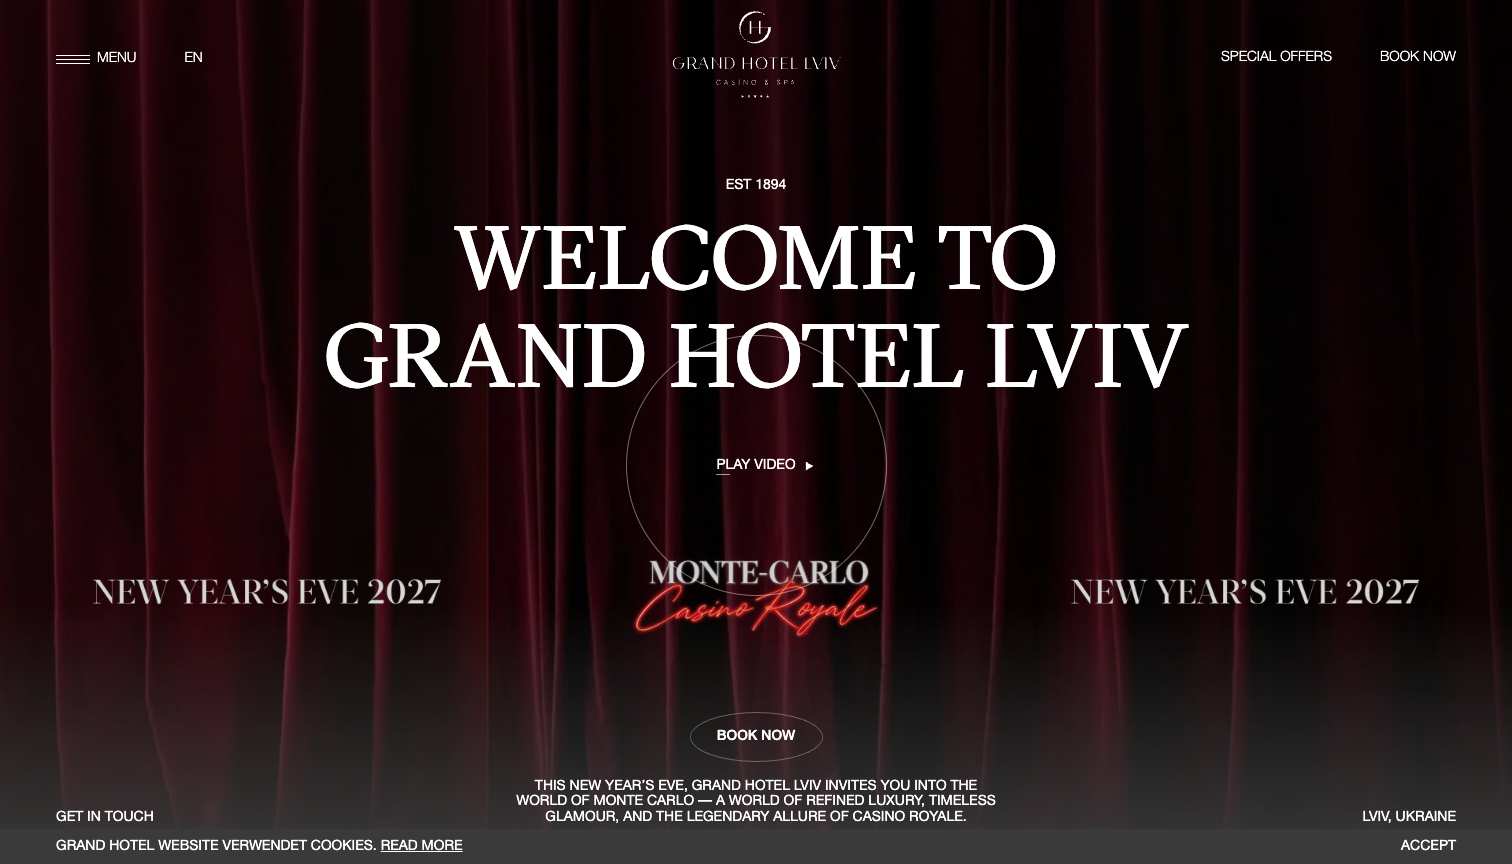 MENU
EN
GRAND HOTEL LVIV
CASINO & SPA
SPECIAL OFFERS
BOOK NOW
EST 1894
WELCOME TO
GRAND HOTEL LVIV
PLAY VIDEO
NEW YEAR’S EVE 2027
MONTE-CARLO
Casino Royale
NEW YEAR’S EVE 2027
BOOK NOW
THIS NEW YEAR’S EVE, GRAND HOTEL LVIV INVITES YOU INTO THE
WORLD OF MONTE CARLO — A WORLD OF REFINED LUXURY, TIMELESS
GLAMOUR, AND THE LEGENDARY ALLURE OF CASINO ROYALE.
GET IN TOUCH
LVIV, UKRAINE
GRAND HOTEL WEBSITE VERWENDET COOKIES. READ MORE
ACCEPT